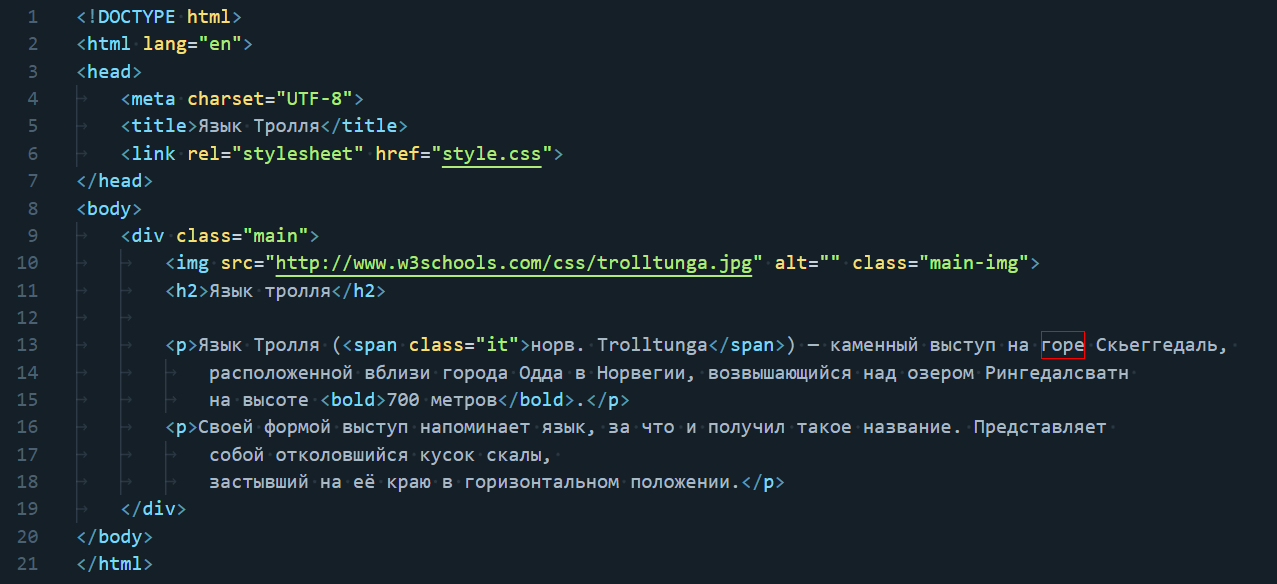 1 <!DOCTYPE html>
2 <html lang="en">
3 <head>
4 <meta charset="UTF-8">
5 <title>Язык Тролля</title>
6 <link rel="stylesheet" href="style.css">
7 </head>
8 <body>
9 <div class="main">
10 <img src="http://www.w3schools.com/css/trolltunga.jpg" alt="" class="main-img">
11 <h2>Язык тролля</h2>
12
13 <p>Язык Тролля (<span class="it">норв. Trolltunga</span>) — каменный выступ на горе Скьеггедаль,
14 расположенной вблизи города Одда в Норвегии, возвышающийся над озером Рингедалсватн
15 на высоте <bold>700 метров</bold>.</p>
16 <p>Своей формой выступ напоминает язык, за что и получил такое название. Представляет
17 собой отколовшийся кусок скалы,
18 застывший на её краю в горизонтальном положении.</p>
19 </div>
20 </body>
21 </html>